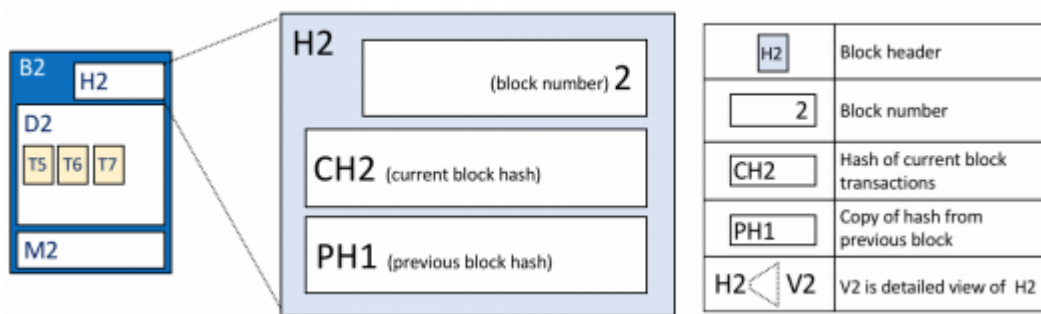 B2
H2
D2
T5 T6 T7
M2
H2
(block number) 2
CH2 (current block hash)
PH1 (previous block hash)
H2 Block header
2 Block number
CH2 Hash of current block
transactions
PH1 Copy of hash from
previous block
H2 V2 V2 is detailed view of H2